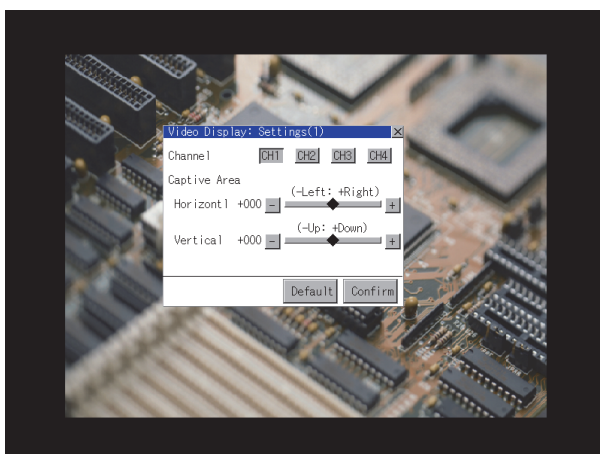 Video Display: Settings(1) ×
Channel CH1 CH2 CH3 CH4
Captive Area
(-Left: +Right)
Horizontl +000 - +
(-Up: +Down)
Vertical +000 - +
Default Confirm